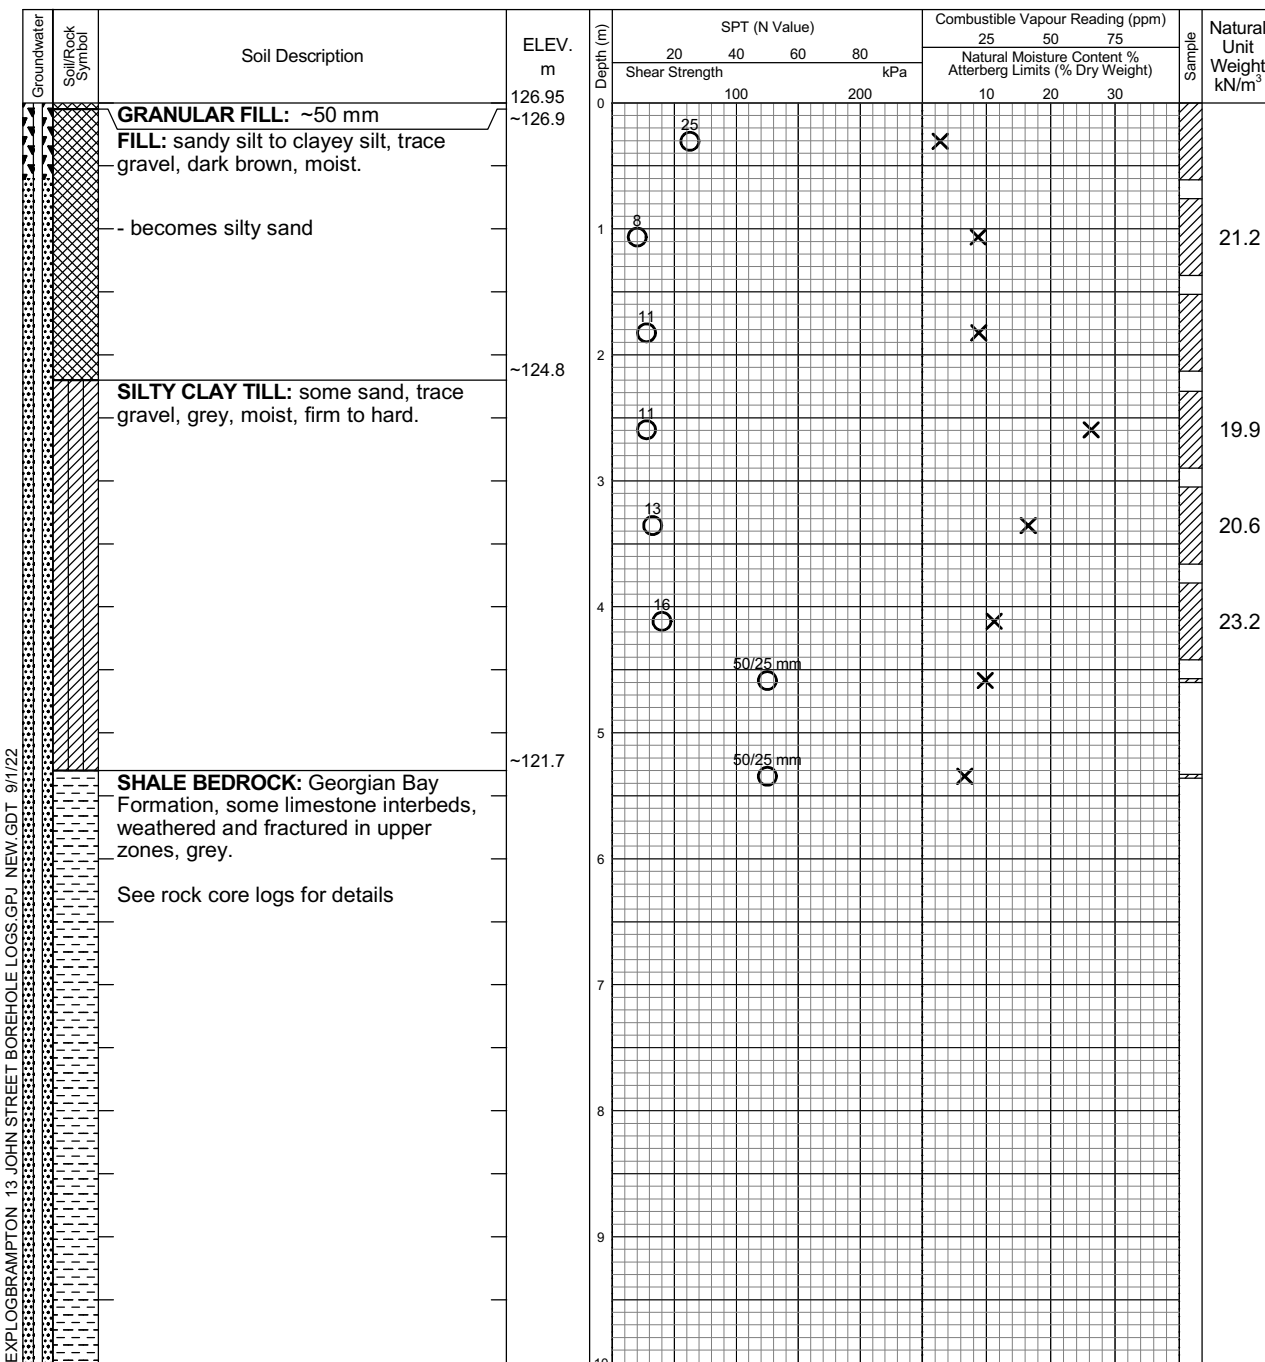 Groundwater
Soil/Rock
Symbol
Soil Description
ELEV.
m
Depth (m)
SPT (N Value)
20 40 60 80
Shear Strength kPa
100 200
Combustible Vapour Reading (ppm)
25 50 75
Natural Moisture Content %
Atterberg Limits (% Dry Weight)
10 20 30
Sample
Natural
Unit
Weight
kN/m3
126.95
0
GRANULAR FILL: ~50 mm
~126.9
FILL: sandy silt to clayey silt, trace
gravel, dark brown, moist.
25
- becomes silty sand
8
1
21.2
11
2
~124.8
SILTY CLAY TILL: some sand, trace
gravel, grey, moist, firm to hard.
11
19.9
3
13
20.6
4
16
23.2
50/25 mm
5
~121.7
50/25 mm
SHALE BEDROCK: Georgian Bay
Formation, some limestone interbeds,
weathered and fractured in upper
zones, grey.
6
See rock core logs for details
7
8
9
10
EXPLOGBRAMPTON 13 JOHN STREET BOREHOLE LOGS.GPJ NEW.GDT 9/1/22